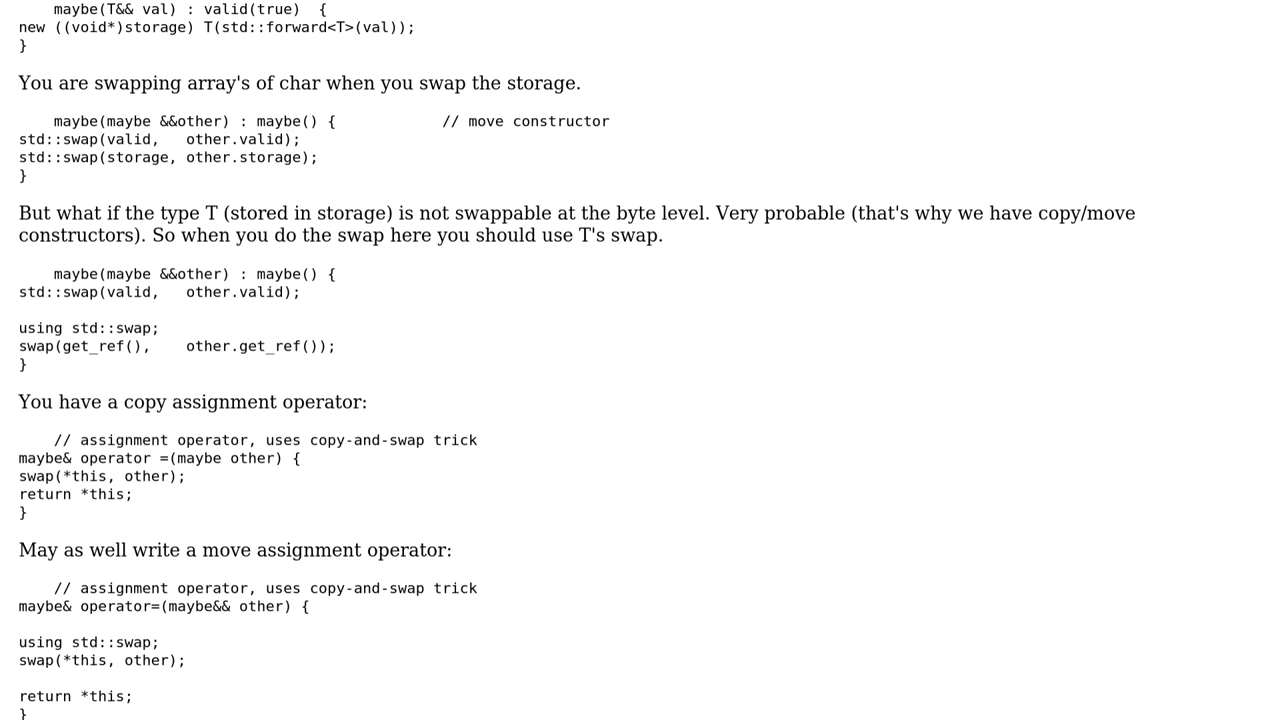 maybe(T&& val) : valid(true)  {
new ((void*)storage) T(std::forward<T>(val));
}
You are swapping array's of char when you swap the storage.
maybe(maybe &&other) : maybe() {            // move constructor
std::swap(valid,   other.valid);
std::swap(storage, other.storage);
}
But what if the type T (stored in storage) is not swappable at the byte level. Very probable (that's why we have copy/move
constructors). So when you do the swap here you should use T's swap.
maybe(maybe &&other) : maybe() {
std::swap(valid,   other.valid);
using std::swap;
swap(get_ref(),    other.get_ref());
}
You have a copy assignment operator:
// assignment operator, uses copy-and-swap trick
maybe& operator =(maybe other) {
swap(*this, other);
return *this;
}
May as well write a move assignment operator:
// assignment operator, uses copy-and-swap trick
maybe& operator=(maybe&& other) {
using std::swap;
swap(*this, other);
return *this;
}